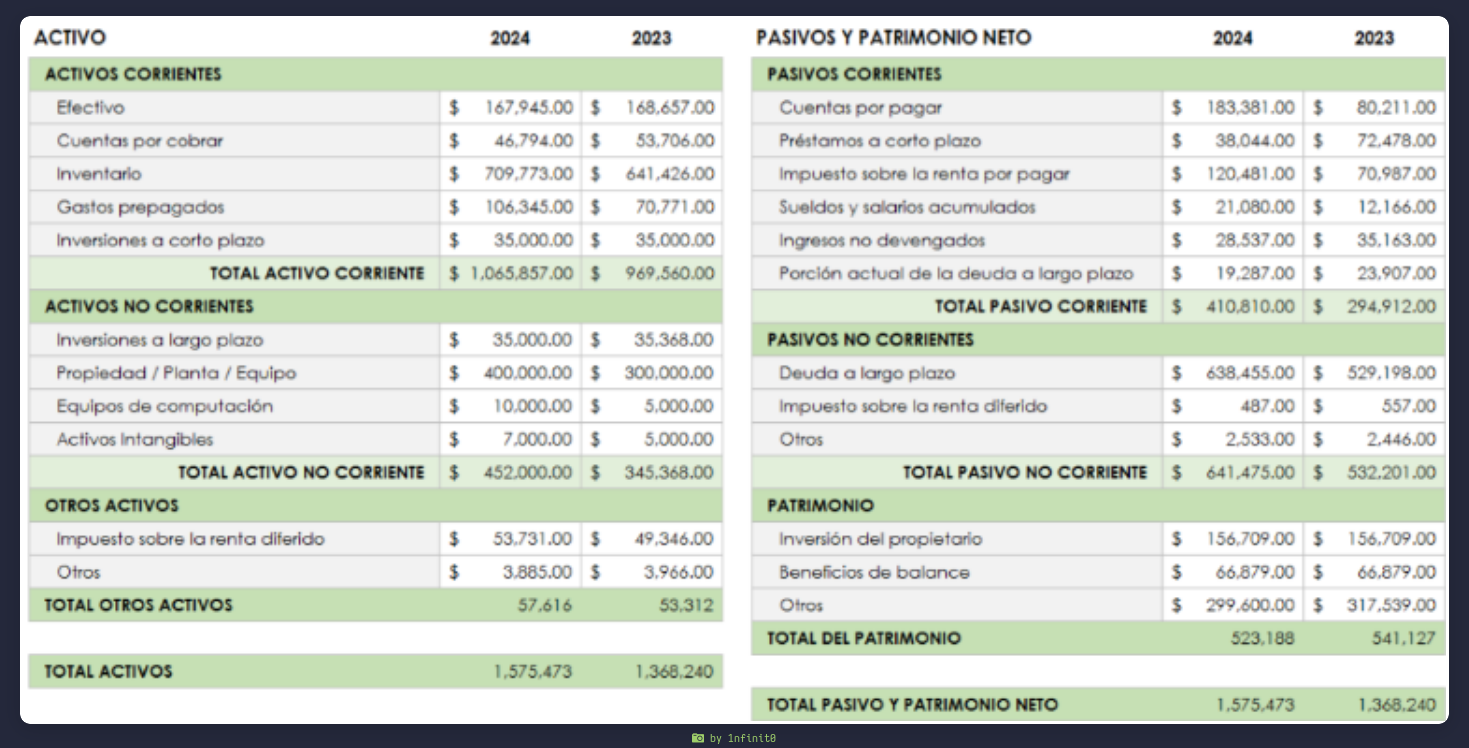 ACTIVO 2024 2023
ACTIVOS CORRIENTES
Efectivo $ 167,945.00 $ 168,657.00
Cuentas por cobrar $ 46,794.00 $ 53,706.00
Inventario $ 709,773.00 $ 641,426.00
Gastos prepagados $ 106,345.00 $ 70,771.00
Inversiones a corto plazo $ 35,000.00 $ 35,000.00
TOTAL ACTIVO CORRIENTE $ 1,065,857.00 $ 969,560.00
ACTIVOS NO CORRIENTES
Inversiones a largo plazo $ 35,000.00 $ 35,368.00
Propiedad / Planta / Equipo $ 400,000.00 $ 300,000.00
Equipos de computación $ 10,000.00 $ 5,000.00
Activos Intangibles $ 7,000.00 $ 5,000.00
TOTAL ACTIVO NO CORRIENTE $ 452,000.00 $ 345,368.00
OTROS ACTIVOS
Impuesto sobre la renta diferido $ 53,731.00 $ 49,346.00
Otros $ 3,885.00 $ 3,966.00
TOTAL OTROS ACTIVOS 57,616 53,312
TOTAL ACTIVOS 1,575,473 1,368,240
PASIVOS Y PATRIMONIO NETO 2024 2023
PASIVOS CORRIENTES
Cuentas por pagar $ 183,381.00 $ 80,211.00
Préstamos a corto plazo $ 38,044.00 $ 72,478.00
Impuesto sobre la renta por pagar $ 120,481.00 $ 70,987.00
Sueldos y salarios acumulados $ 21,080.00 $ 12,166.00
Ingresos no devengados $ 28,537.00 $ 35,163.00
Porción actual de la deuda a largo plazo $ 19,287.00 $ 23,907.00
TOTAL PASIVO CORRIENTE $ 410,810.00 $ 294,912.00
PASIVOS NO CORRIENTES
Deuda a largo plazo $ 638,455.00 $ 529,198.00
Impuesto sobre la renta diferido $ 487.00 $ 557.00
Otros $ 2,533.00 $ 2,446.00
TOTAL PASIVO NO CORRIENTE $ 641,475.00 $ 532,201.00
PATRIMONIO
Inversión del propietario $ 156,709.00 $ 156,709.00
Beneficios de balance $ 66,879.00 $ 66,879.00
Otros $ 299,600.00 $ 317,539.00
TOTAL DEL PATRIMONIO 523,188 541,127
TOTAL PASIVO Y PATRIMONIO NETO 1,575,473 1,368,240
by 1nfinit0